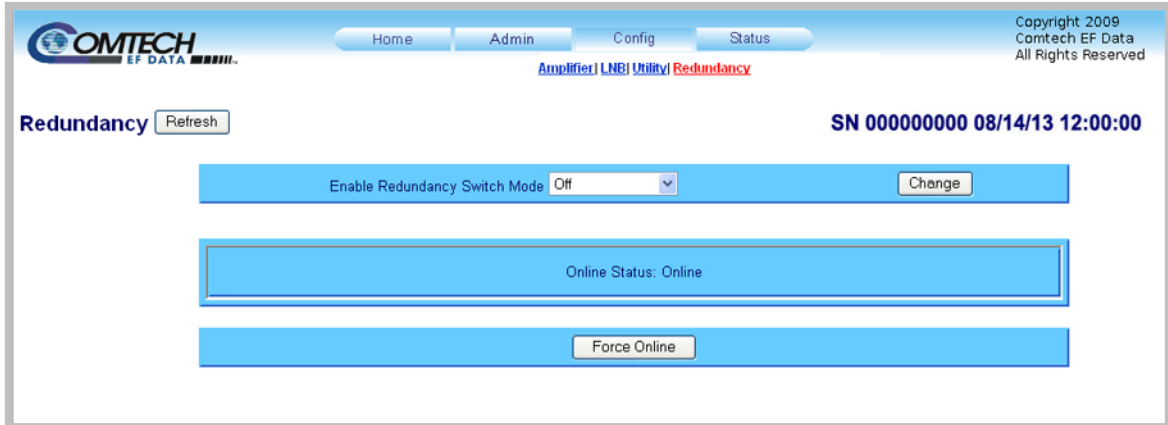 COMTECH
EF DATA
Home Admin Config Status
Amplifier| LNB| Utility| Redundancy
Copyright 2009
Comtech EF Data
All Rights Reserved
Redundancy Refresh
SN 000000000 08/14/13 12:00:00
Enable Redundancy Switch Mode Off Change
Online Status: Online
Force Online